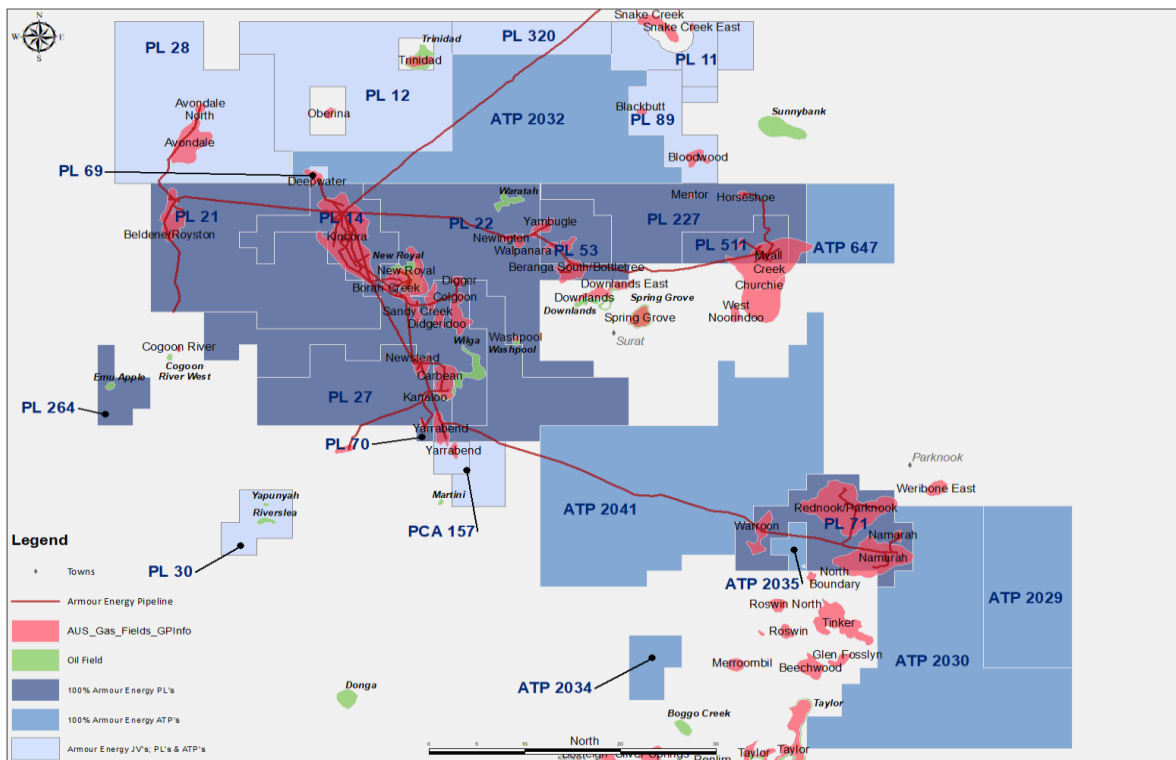 N
W
E
S
Snake Creek
Snake Creek East
PL 28
PL 320
Trinidad
Trinidad
PL 11
PL 12
Avondale
North
Oberina
Blackbutt
PL 89
Sunnybank
ATP 2032
Avondale
Bloodwood
PL 69
Deepwater
Waratah
Mentor
Horseshoe
PL 21
PL 14
PL 22
Yambugle
PL 227
Beldene/Royston
Kincora
Newington
Walpanara
PL 53
PL 511
ATP 647
New Royal
New Royal
Beranga South/Bottletree
Myall
Creek
Borah Creek
Digger
Colgoon
Downlands East
Churchie
Downlands
Spring Grove
Sandy Creek
Downlands
Spring Grove
West
Noorindoo
Didgeridoo
Wilga
Washpool
Washpool
Surat
Cogoon River
Cogoon
River West
Newstead
Emu Apple
Carbean
PL 27
Kanaloo
PL 264
PL 70
Yarrabend
Yarrabend
Parknook
Weribone East
Yapunyah
Riverslea
Martini
ATP 2041
Rednook/Parknook
PL 71
Warroon
Namarah
Namarah
PCA 157
PL 30
ATP 2035
North
Boundary
ATP 2029
Roswin North
Tinker
Roswin
Glen Fosslyn
Merroombil
Beechwood
ATP 2030
ATP 2034
Donga
Taylor
Boggo Creek
North
Taylor
Taylor
0
10
20
30
Legend
Towns
Armour Energy Pipeline
AUS_Gas_Fields_GPInfo
Oil Field
100% Armour Energy PL's
100% Armour Energy ATP's
Armour Energy JV's; PL's & ATP's